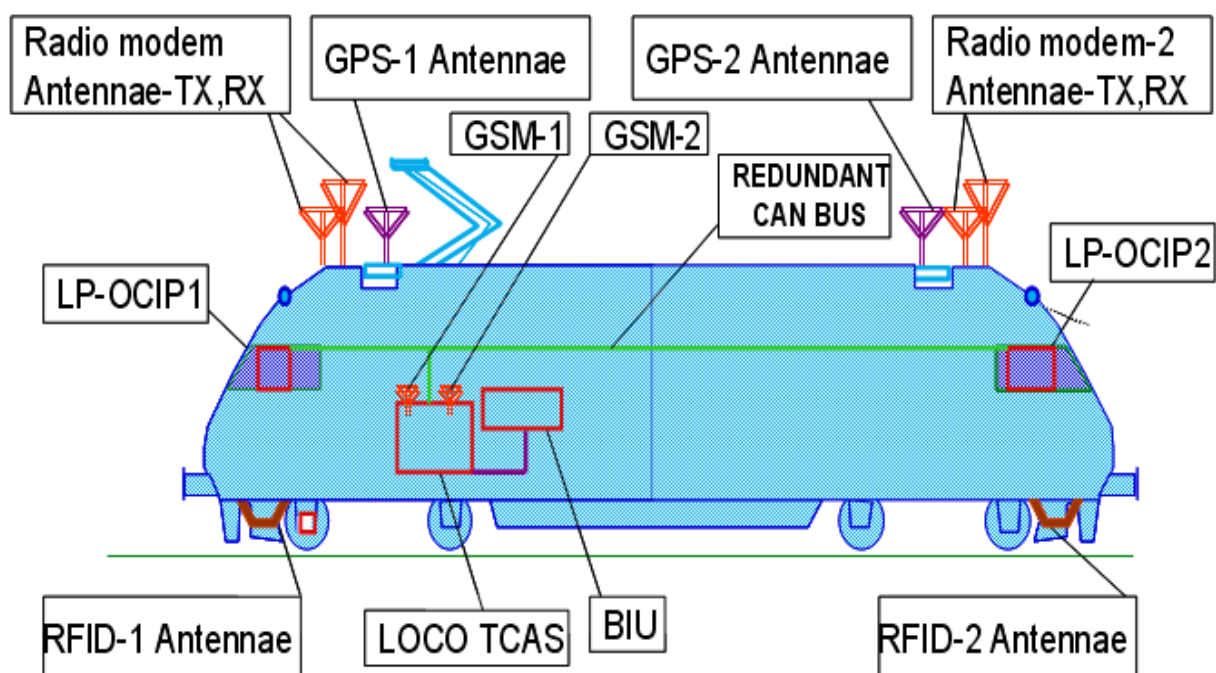 Radio modem
Antennae-TX,RX
GPS-1 Antennae
GPS-2 Antennae
Radio modem-2
Antennae-TX,RX
GSM-1
GSM-2
REDUNDANT
CAN BUS
LP-OCIP1
LP-OCIP2
RFID-1 Antennae
LOCO TCAS
BIU
RFID-2 Antennae